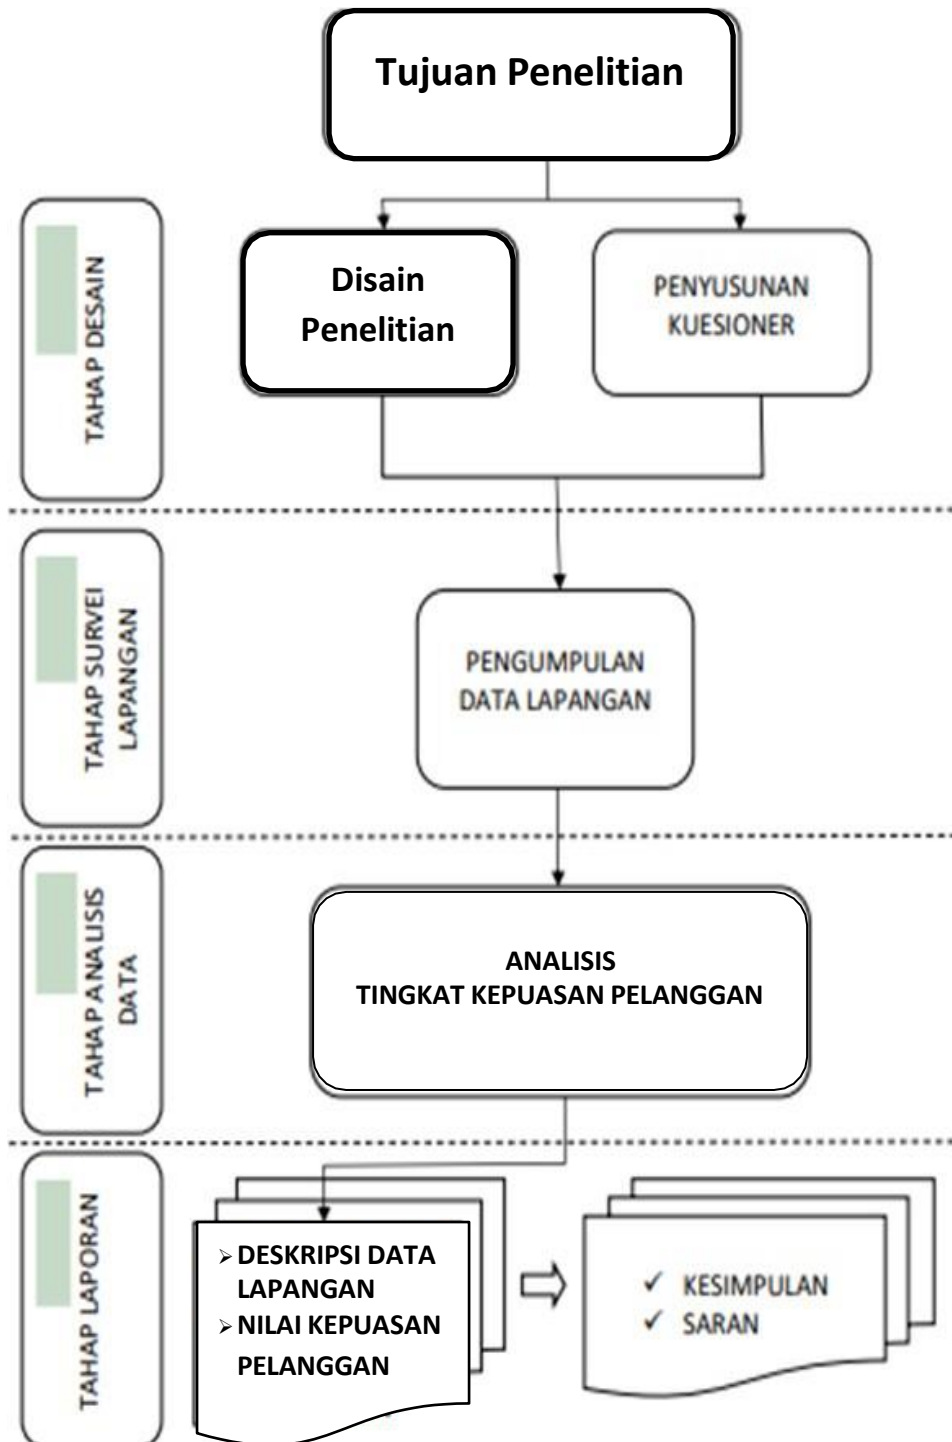 Tujuan Penelitian
TAHAP DESAIN
Disain
Penelitian
PENYUSUNAN
KUESIONER
TAHAP SURVEI
LAPANGAN
PENGUMPULAN
DATA LAPANGAN
TAHAP ANALISIS
DATA
ANALISIS
TINGKAT KEPUASAN PELANGGAN
TAHAP LAPORAN
➢ DESKRIPSI DATA
LAPANGAN
➢ NILAI KEPUASAN
PELANGGAN
✓ KESIMPULAN
✓ SARAN